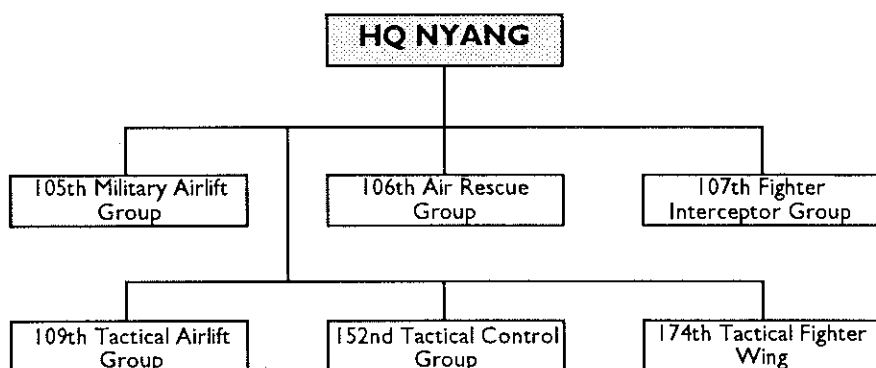 HQ NYANG
105th Military Airlift
Group
106th Air Rescue
Group
107th Fighter
Interceptor Group
109th Tactical Airlift
Group
152nd Tactical Control
Group
174th Tactical Fighter
Wing